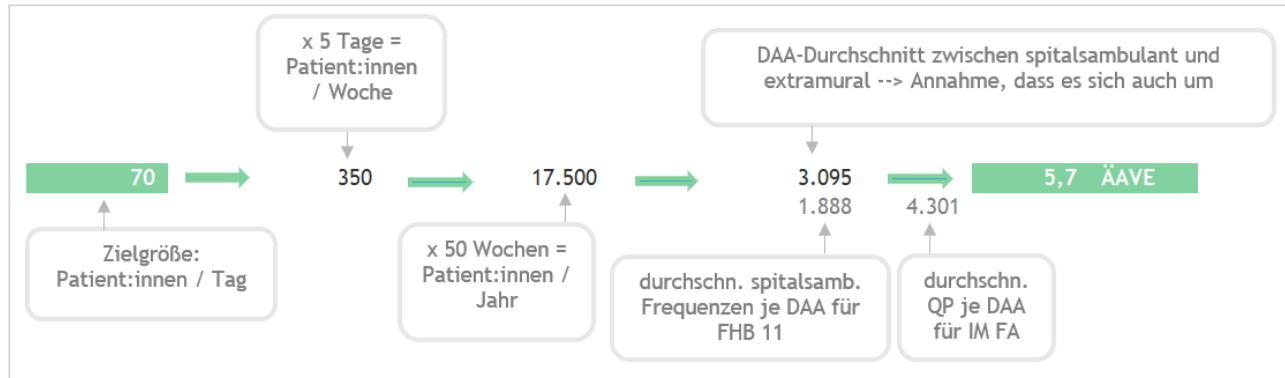 x 5 Tage =
Patient:innen
/ Woche
DAA-Durchschnitt zwischen spitalsambulant und
extramural --> Annahme, dass es sich auch um
70
350
17.500
3.095
5,7 ÄAVE
1.888
4.301
Zielgröße:
Patient:innen / Tag
x 50 Wochen =
Patient:innen /
Jahr
durchschn. spitalsamb.
Frequenzen je DAA für
FHB 11
durchschn.
QP je DAA
für IM FA